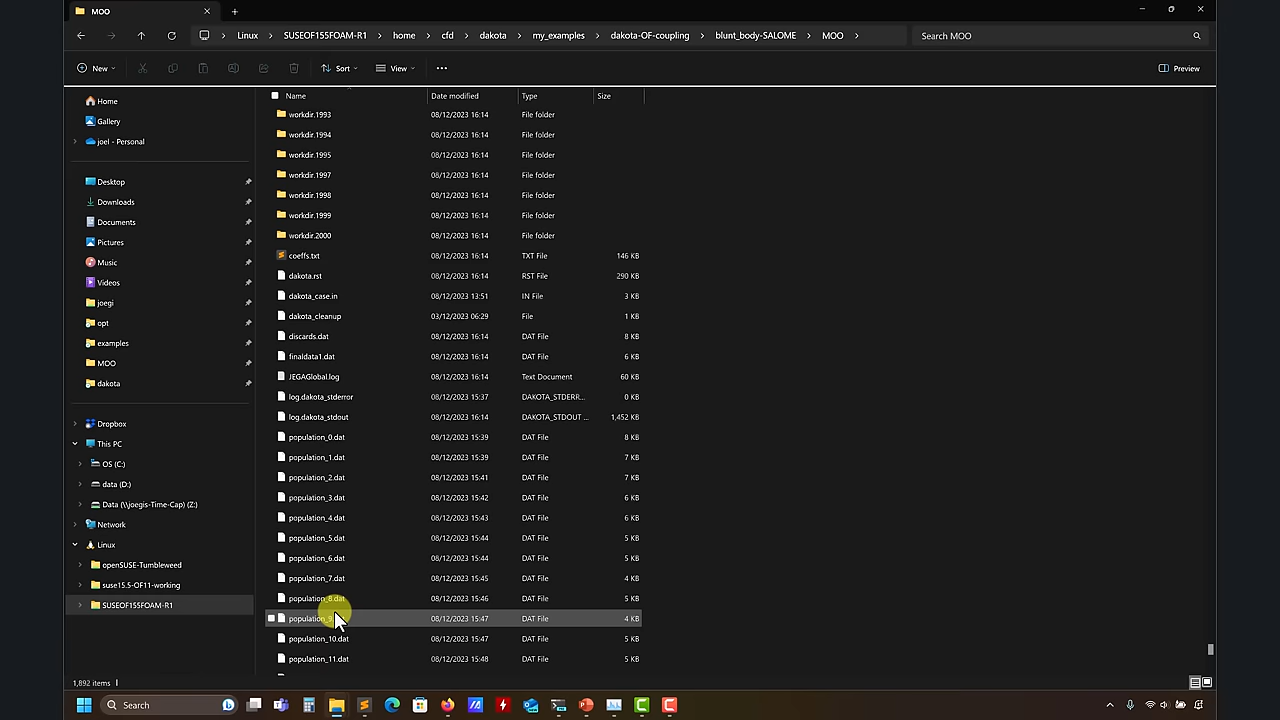 MOO
Linux > SUSEOF155FOAM-R1 > home > cfd > dakota > my_examples > dakota-OF-coupling > blunt_body-SALOME > MOO >
Search MOO
New
Sort
View
Preview
Name Date modified Type Size
Home
Gallery
joel - Personal
Desktop
Downloads
Documents
Pictures
Music
Videos
joegi
opt
examples
MOO
dakota
Dropbox
This PC
OS (C:)
data (D:)
Data (\\joegis-Time-Cap) (Z:)
Network
Linux
openSUSE-Tumbleweed
suse15.5-OF11-working
SUSEOF155FOAM-R1
workdir.1993 08/12/2023 16:14 File folder
workdir.1994 08/12/2023 16:14 File folder
workdir.1995 08/12/2023 16:14 File folder
workdir.1997 08/12/2023 16:14 File folder
workdir.1998 08/12/2023 16:14 File folder
workdir.1999 08/12/2023 16:14 File folder
workdir.2000 08/12/2023 16:14 File folder
coeffs.txt 08/12/2023 16:14 TXT File 146 KB
dakota.rst 08/12/2023 16:14 RST File 290 KB
dakota_case.in 08/12/2023 13:51 IN File 3 KB
dakota_cleanup 03/12/2023 06:29 File 1 KB
discards.dat 08/12/2023 16:14 DAT File 8 KB
finaldata1.dat 08/12/2023 16:14 DAT File 6 KB
JEGAGlobal.log 08/12/2023 16:14 Text Document 60 KB
log.dakota_stderror 08/12/2023 15:37 DAKOTA_STDERR... 0 KB
log.dakota_stdout 08/12/2023 16:14 DAKOTA_STDOUT ... 1,452 KB
population_0.dat 08/12/2023 15:39 DAT File 8 KB
population_1.dat 08/12/2023 15:39 DAT File 7 KB
population_2.dat 08/12/2023 15:41 DAT File 7 KB
population_3.dat 08/12/2023 15:42 DAT File 6 KB
population_4.dat 08/12/2023 15:43 DAT File 6 KB
population_5.dat 08/12/2023 15:44 DAT File 5 KB
population_6.dat 08/12/2023 15:44 DAT File 5 KB
population_7.dat 08/12/2023 15:45 DAT File 4 KB
population_8.dat 08/12/2023 15:46 DAT File 5 KB
population_9 08/12/2023 15:47 DAT File 4 KB
population_10.dat 08/12/2023 15:47 DAT File 5 KB
population_11.dat 08/12/2023 15:48 DAT File 5 KB
1,892 items
Search